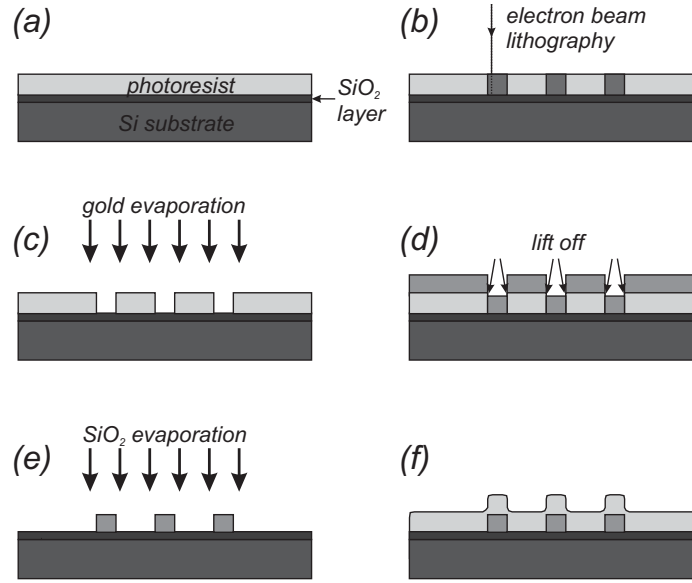 (a)
photoresist
SiO₂
layer
Si substrate
(b)
electron beam
lithography
(c)
gold evaporation
(d)
lift off
(e)
SiO₂ evaporation
(f)